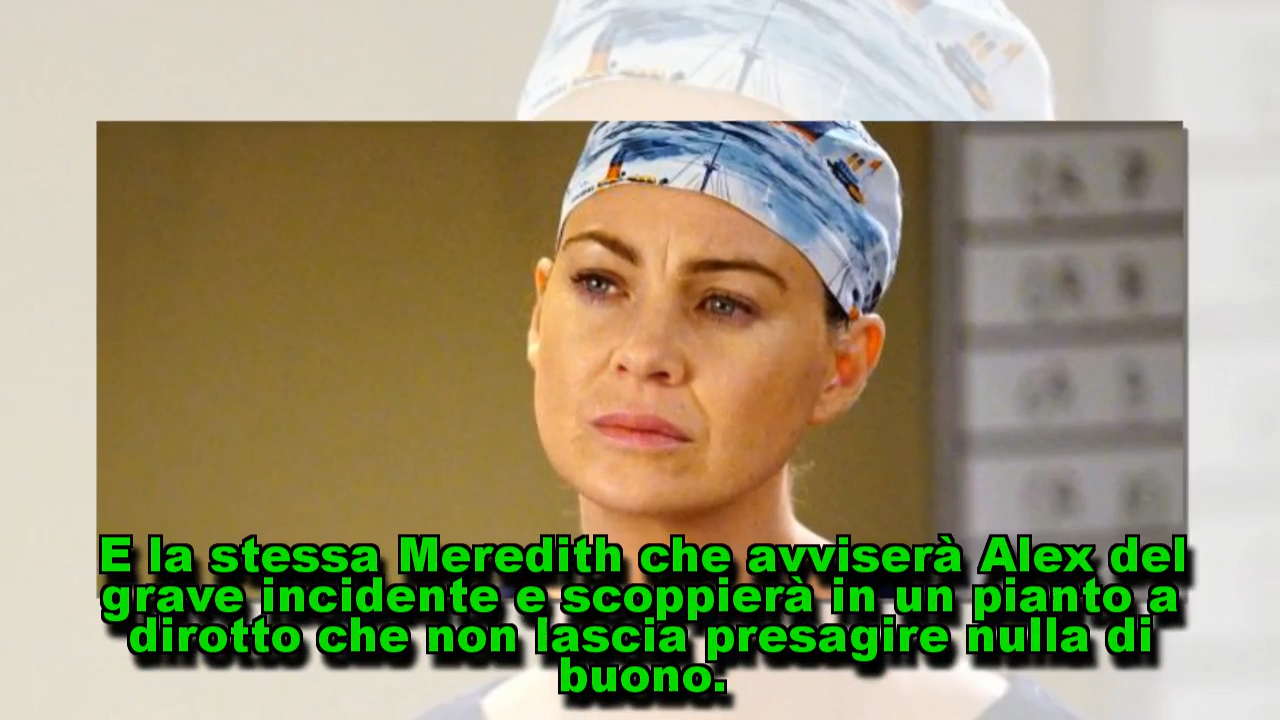 E la stessa Meredith che avviserà Alex del
grave incidente e scoppierà in un pianto a
dirotto che non lascia presagire nulla di
buono.